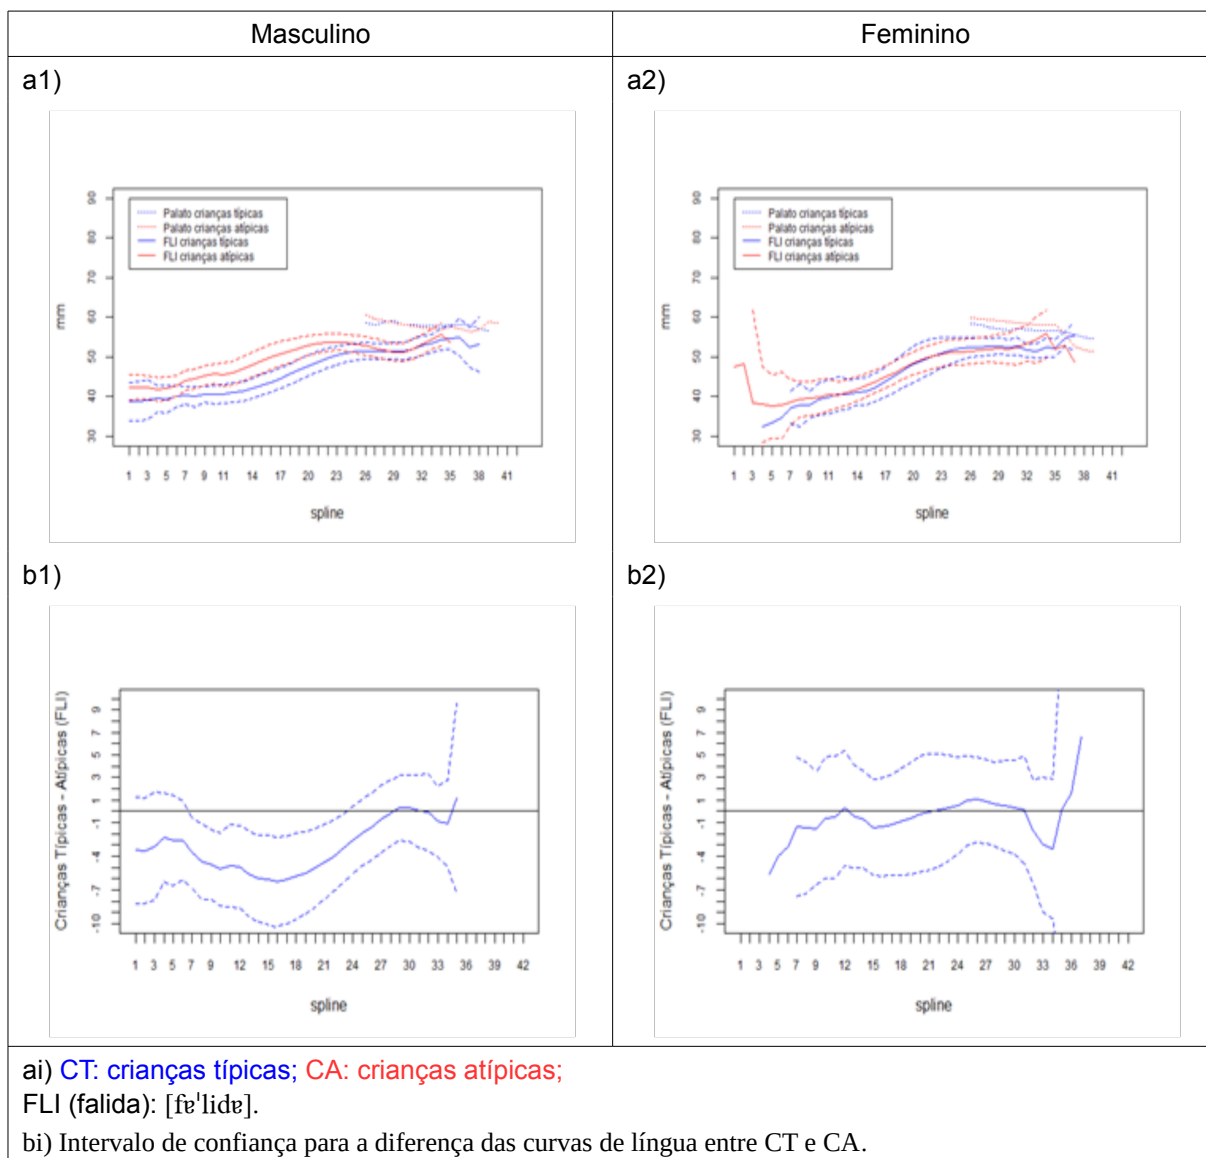 Masculino
Feminino
a1)
a2)
90
80
70
60
50
40
30
mm
Palato crianças típicas
Palato crianças atípicas
FLI crianças típicas
FLI crianças atípicas
1 3 5 7 9 11 14 17 20 23 26 29 32 35 38 41
spline
90
80
70
60
50
40
30
mm
Palato crianças típicas
Palato crianças atípicas
FLI crianças típicas
FLI crianças atípicas
1 3 5 7 9 11 14 17 20 23 26 29 32 35 38 41
spline
b1)
b2)
Crianças Típicas - Atípicas (FLI)
9
7
5
3
1
-1
-4
-7
-10
1 3 5 7 9 12 15 18 21 24 27 30 33 36 39 42
spline
Crianças Típicas - Atípicas (FLI)
9
7
5
3
1
-1
-4
-7
-10
1 3 5 7 9 12 15 18 21 24 27 30 33 36 39 42
spline
ai) CT: crianças típicas; CA: crianças atípicas;
FLI (falida): [fɐˈlidɐ].
bi) Intervalo de confiança para a diferença das curvas de língua entre CT e CA.